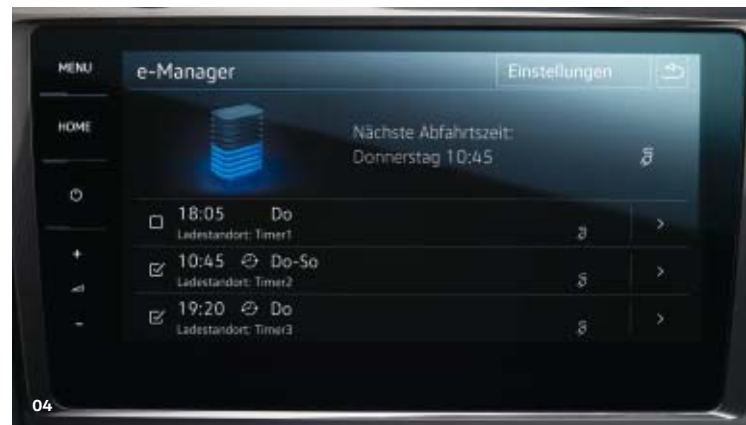 MENU
e-Manager
Einstellungen
HOME
Nächste Abfahrtszeit:
Donnerstag 10:45
18:05 Do
Ladestandort: Timer1
+
10:45 Do-So
Ladestandort: Timer2
-
19:20 Do
Ladestandort: Timer3
04